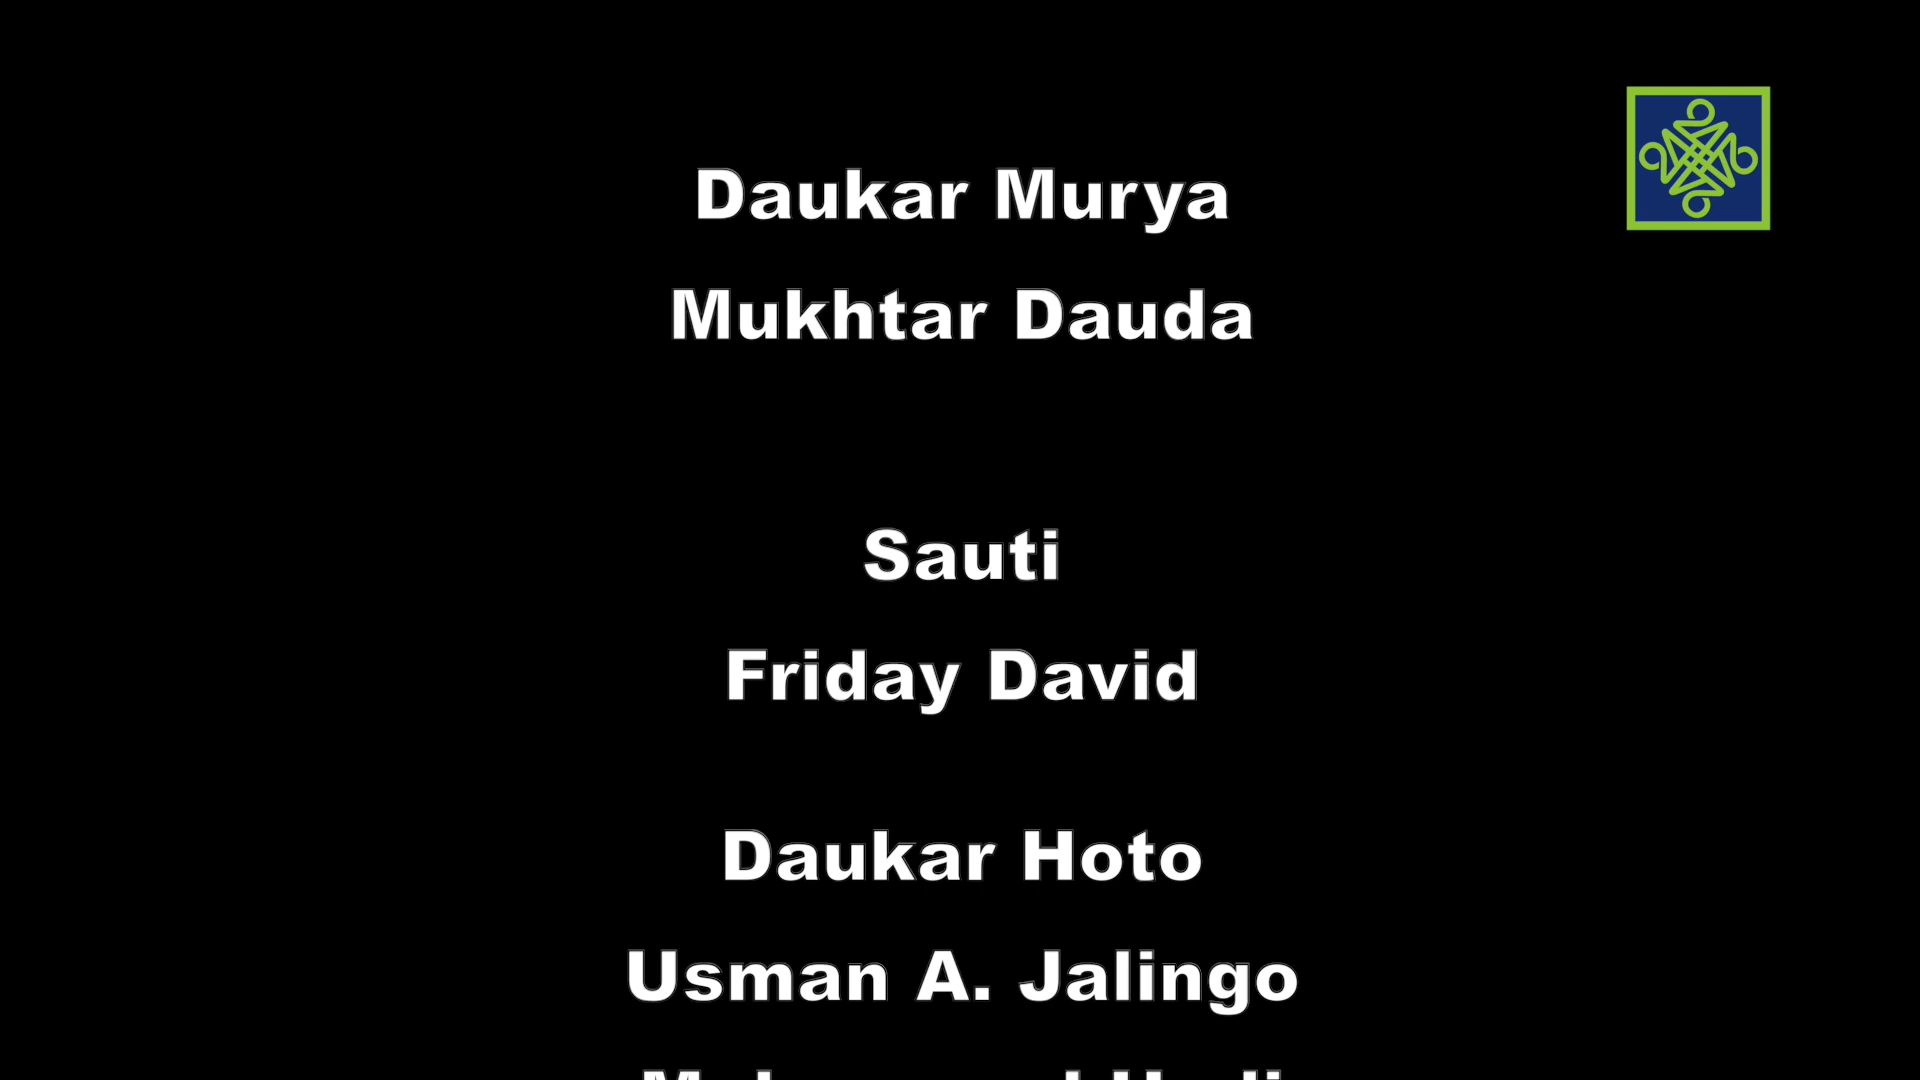 Daukar Murya
Mukhtar Dauda
Sauti
Friday David
Daukar Hoto
Usman A. Jalingo